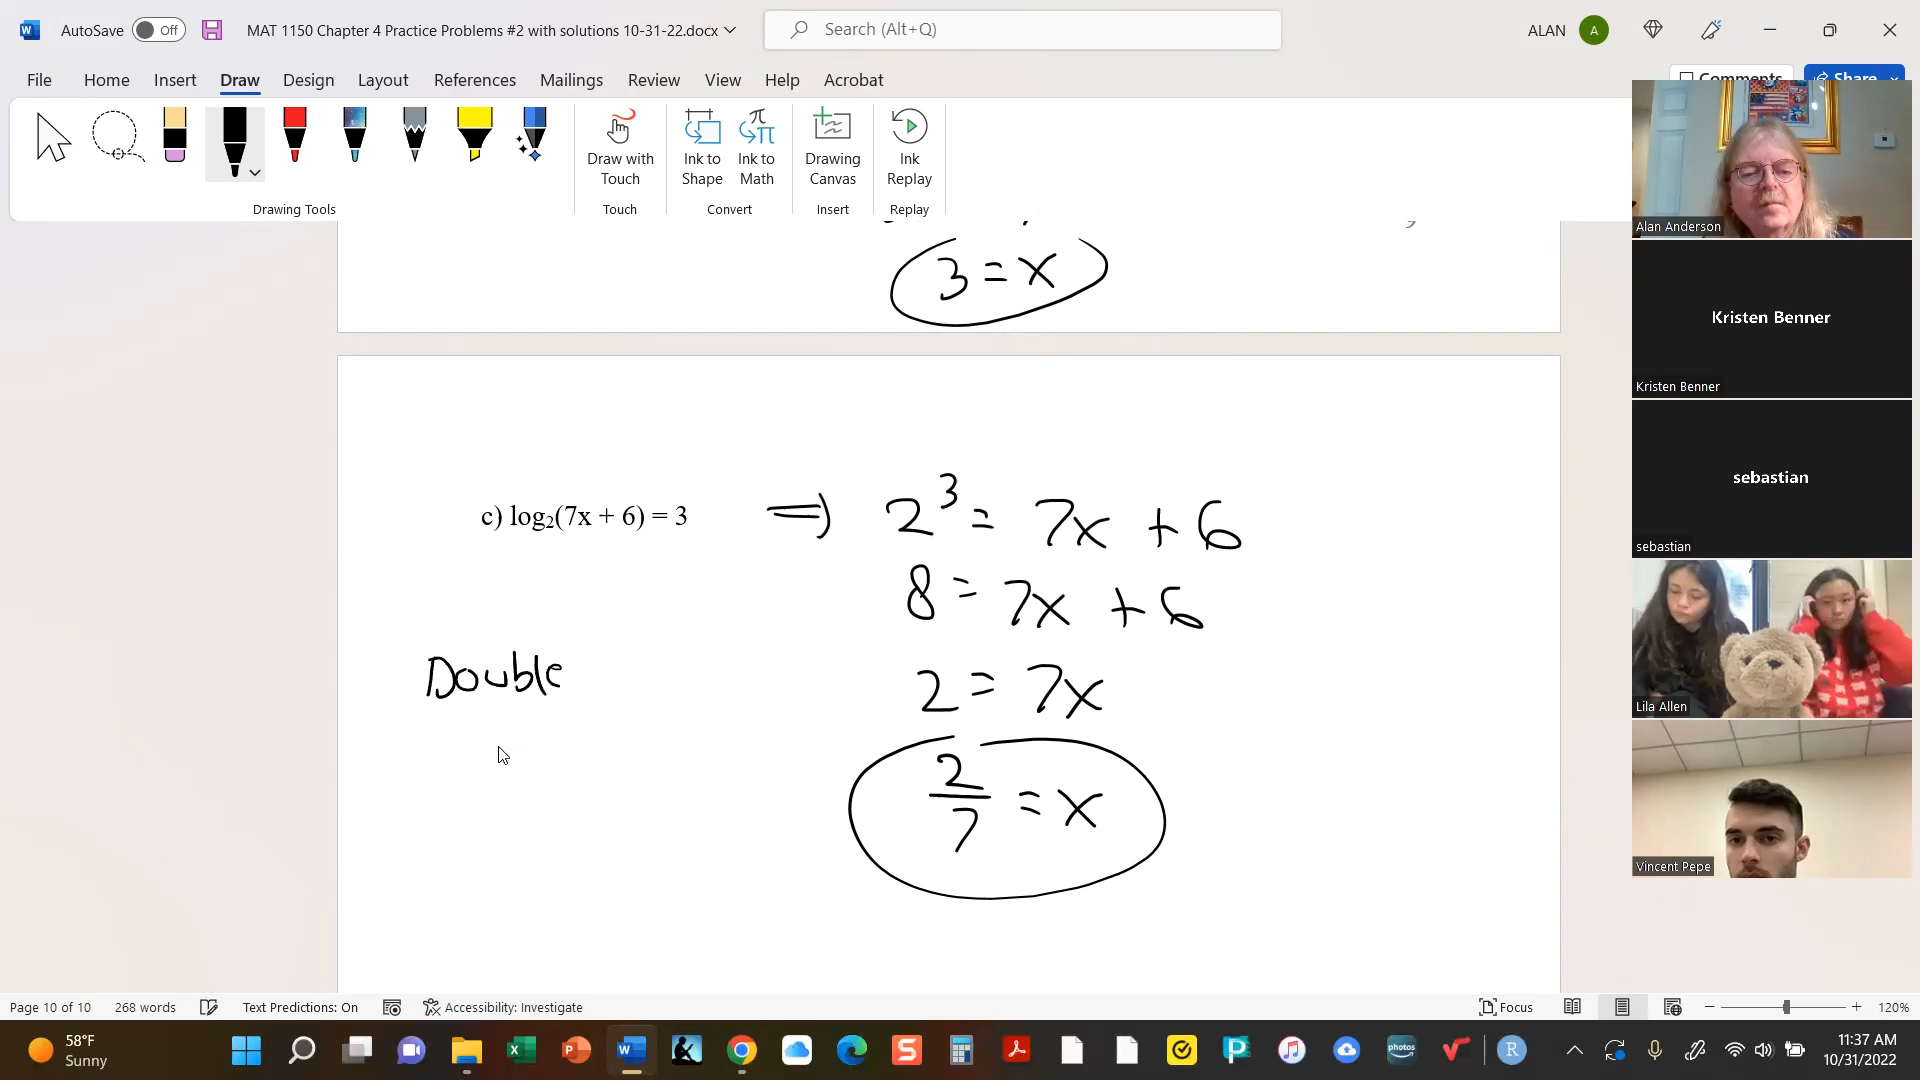 AutoSave Off MAT 1150 Chapter 4 Practice Problems #2 with solutions 10-31-22.docx Search (Alt+Q) ALAN A
File Home Insert Draw Design Layout References Mailings Review View Help Acrobat Comments Share
Draw with Touch
Ink to Shape
Ink to Math
Drawing Canvas
Ink Replay
Drawing Tools Touch Convert Insert Replay
Alan Anderson
3 = x
Kristen Benner
Kristen Benner
sebastian
sebastian
c) log₂(7x + 6) = 3 ⇒ 2³ = 7x + 6
8 = 7x + 6
Double
2 = 7x
2/7 = x
Lila Allen
Vincent Pepe
Page 10 of 10 268 words Text Predictions: On Accessibility: Investigate Focus 120%
58°F
Sunny
photos
R
11:37 AM
10/31/2022